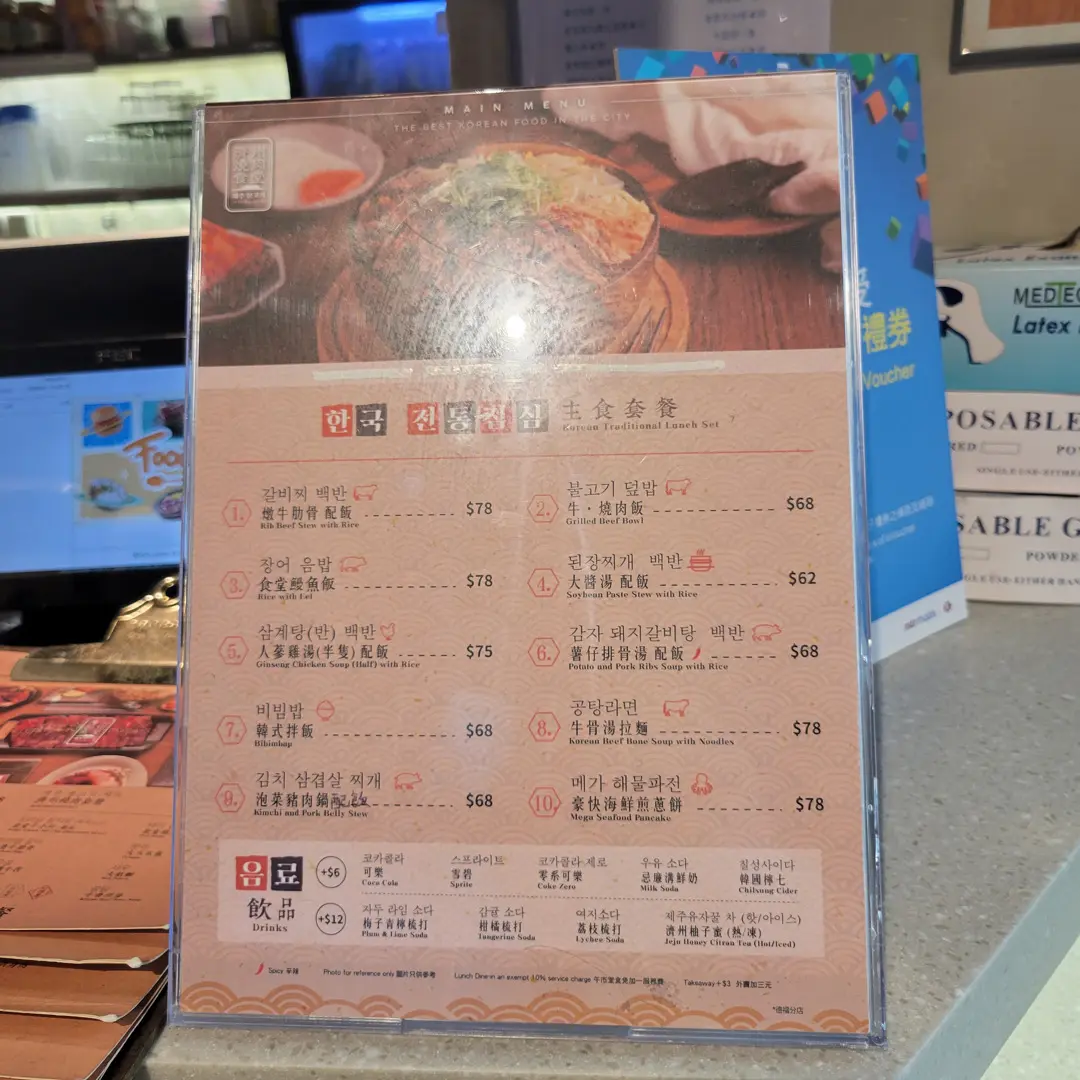 MAIN MENU
THE BEST KOREAN FOOD IN THE CITY
한국 전통점심 主食套餐
Korean Traditional Lunch Set
1. 갈비찌 백반
燉牛肋骨 配飯 $78
Rib Beef Stew with Rice
2. 불고기 덮밥
牛・燒肉飯 $68
Grilled Beef Bowl
3. 장어 음밥
食堂鰻魚飯 $78
Rice with Eel
4. 된장찌개 백반
大醬湯 配飯 $62
Soybean Paste Stew with Rice
5. 삼계탕(반) 백반
人蔘雞湯(半隻) 配飯 $75
Ginseng Chicken Soup (Half) with Rice
6. 감자 돼지갈비탕 백반
薯仔排骨湯 配飯 $68
Potato and Pork Ribs Soup with Rice
7. 비빔밥
韓式拌飯 $68
Bibimbap
8. 공탕라면
牛骨湯拉麵 $78
Korean Beef Bone Soup with Noodles
9. 김치 삼겹살 찌개
泡菜豬肉鍋配飯 $68
Kimchi and Pork Belly Stew
10. 메가 해물파전
豪快海鮮煎蔥餅 $78
Mega Seafood Pancake
음료
飲品
Drinks
+$6
코카콜라 스프라이트 코카콜라 제로 우유 소다 칠성사이다
可樂 雪碧 零系可樂 忌廉溝鮮奶 韓國檸七
Coca Cola Sprite Coke Zero Milk Soda Chilsung Cider
+$12
자두 라임 소다 감귤 소다 여지소다 제주유자꿀 차 (핫/아이스)
梅子青檸梳打 柑橘梳打 荔枝梳打 濟州柚子蜜 (熱/凍)
Plum & Lime Soda Tangerine Soda Lychee Soda Jeju Honey Citron Tea (Hot/Iced)
Spicy 辛辣 Photo for reference only 圖片只供參考 Lunch Dine-in an exempt 10% service charge 午市堂食免加一服務費 Takeaway+$3 外賣加三元
*德福分店
禮券
Voucher
MEDTEC
Latex
POSABLE
SINGLE USE-EITHER
SABLE G
POWDE
GLE USE- EITHER HAN